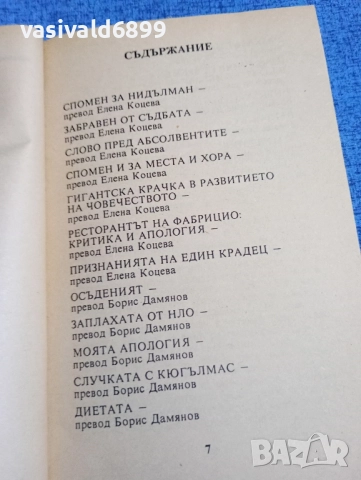 vasivald6899
СЪДЪРЖАНИЕ
СПОМЕН ЗА НИДЪЛМАН –
превод Елена Коцева
ЗАБРАВЕН ОТ СЪДБАТА –
превод Елена Коцева
СЛОВО ПРЕД АБСОЛВЕНТИТЕ –
превод Елена Коцева
СПОМЕН И ЗА МЕСТА И ХОРА –
превод Елена Коцева
ГИГАНТСКА КРАЧКА В РАЗВИТИЕТО
НА ЧОВЕЧЕСТВОТО –
превод Елена Коцева
РЕСТОРАНТЪТ НА ФАБРИЦИО:
КРИТИКА И АПОЛОГИЯ –
превод Елена Коцева
ПРИЗНАНИЯТА НА ЕДИН КРАДЕЦ –
превод Елена Коцева
ОСЪДЕНИЯТ –
превод Борис Дамянов
ЗАПЛАХАТА ОТ НЛО –
превод Борис Дамянов
МОЯТА АПОЛОГИЯ –
превод Борис Дамянов
СЛУЧКАТА С КЮГЪЛМАС –
превод Борис Дамянов
ДИЕТАТА –
превод Борис Дамянов
7
BAZAR